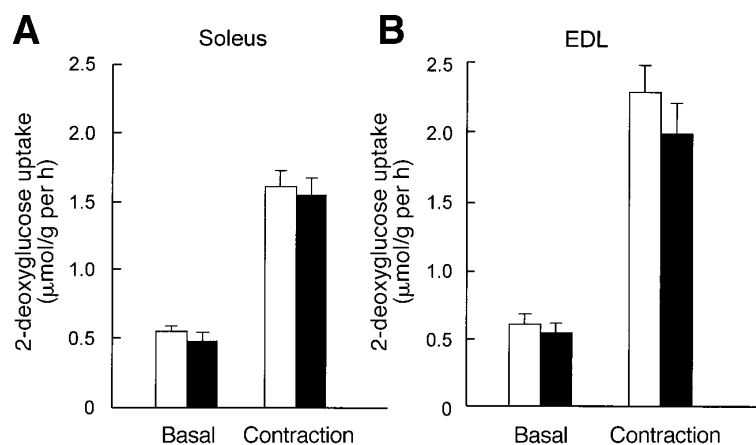 A
Soleus
2-deoxyglucose uptake
(μmol/g per h)
2.5
2.0
1.5
1.0
0.5
0
Basal
Contraction
B
EDL
2-deoxyglucose uptake
(μmol/g per h)
2.5
2.0
1.5
1.0
0.5
0
Basal
Contraction